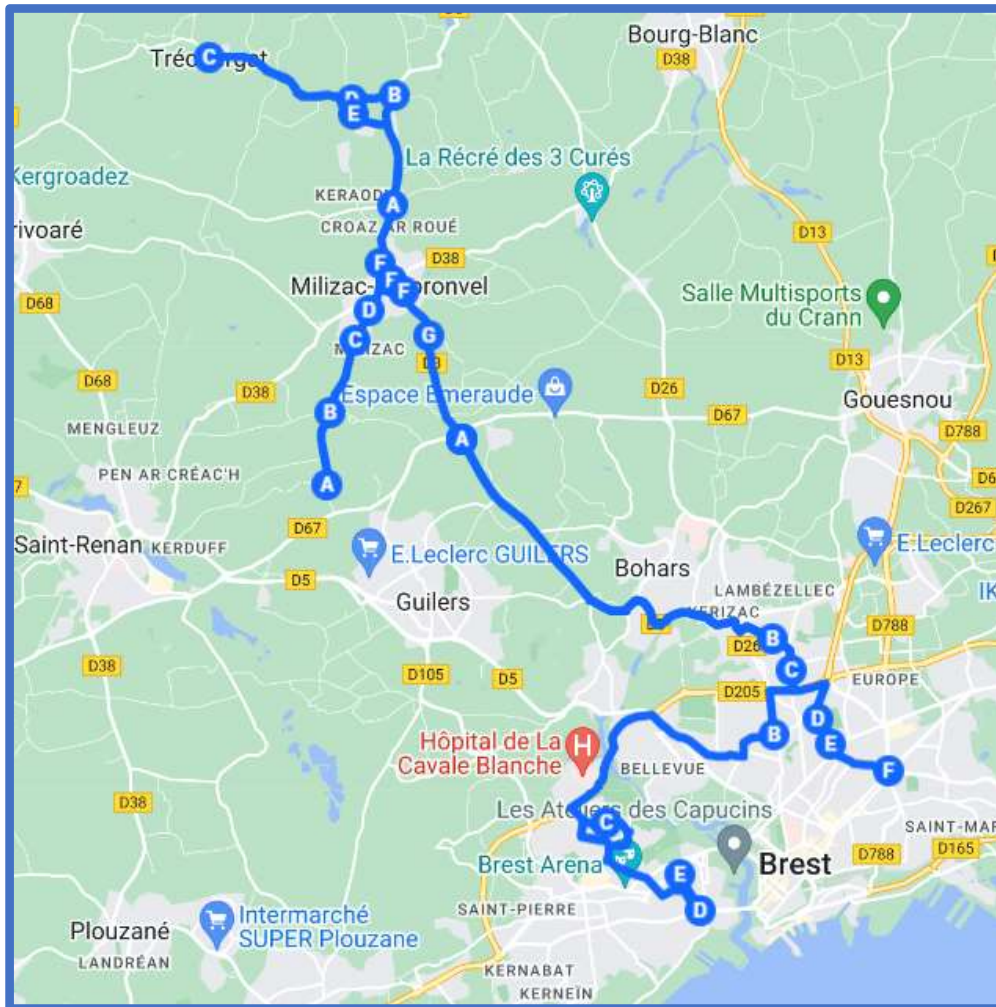 Bourg-Blanc
D38
C
B
E
La Récré des 3 Curés
Kergroadez
KERAOD
A
CROAZ AR ROUÉ
rivoaré
D13
F
D38
Milizac-
oronvel
F
F
Salle Multisports
du Crann
D68
D
C
G
D3
D13
D68
D38
Espace Emeraude
D26
Gouesnou
B
D67
D788
MENGLEUZ
A
PEN AR CRÉAC'H
A
D67
D267
Saint-Renan
KERDUFF
E.Leclerc GUILERS
E.Leclerc
D5
Bohars
LAMBÉZELLEC
Guilers
D788
B
D26
C
D38
D105
D5
D205
EUROPE
D
B
E
Hôpital de La
Cavale Blanche
BELLEVUE
F
D38
Les Ateliers des Capucins
C
SAINT-MAR
Brest Arena
Brest
D788
D165
E
D
SAINT-PIERRE
Plouzané
Intermarché
SUPER Plouzane
LANDRÉAN
KERNABAT
KERNEÏN